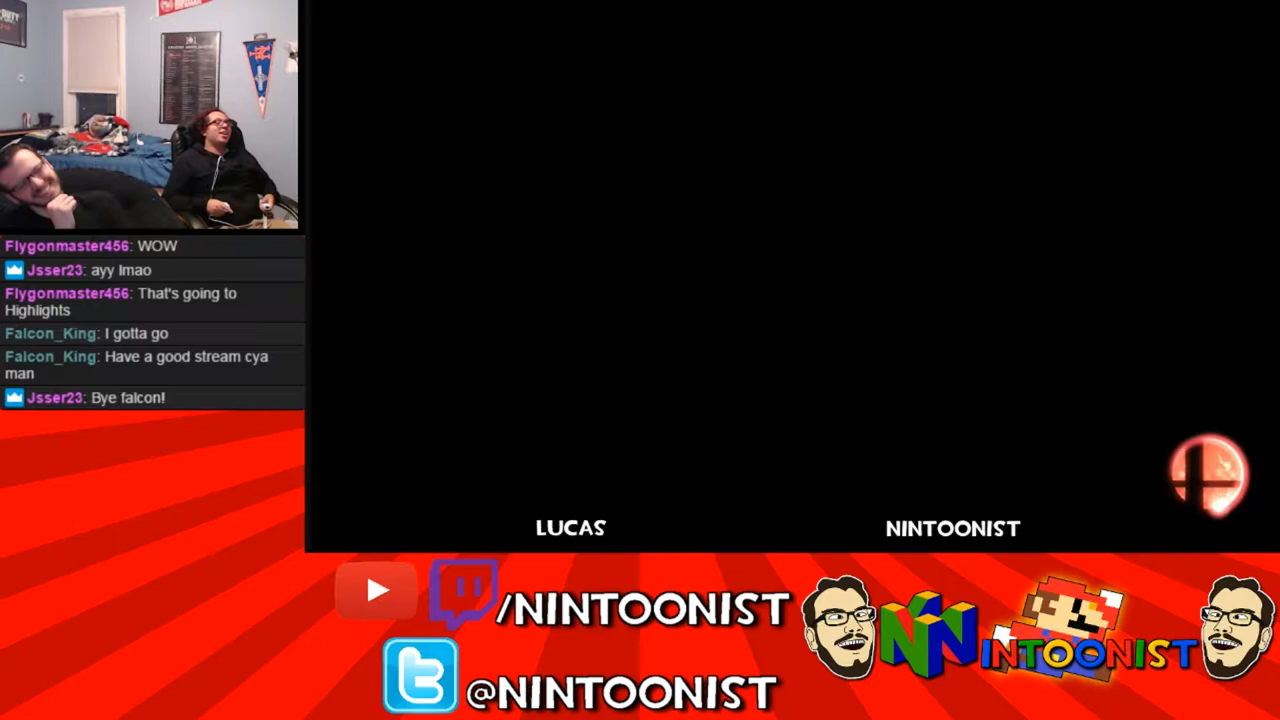 Flygonmaster456: WOW
Jsser23: ayy lmao
Flygonmaster456: That's going to
Highlights
Falcon_King: I gotta go
Falcon_King: Have a good stream cya
man
Jsser23: Bye falcon!
LUCAS
NINTOONIST
/NINTOONIST
@NINTOONIST
NINTOONIST